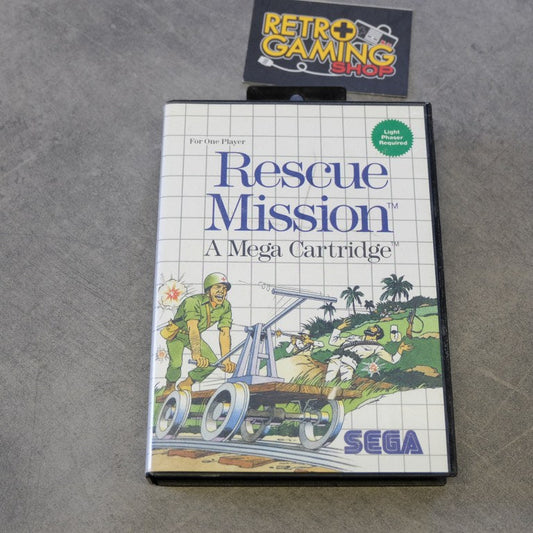 RETRO
GAMING
SHOP
For One Player
Light
Phaser
Required
Rescue
Mission™
A Mega Cartridge™
SEGA